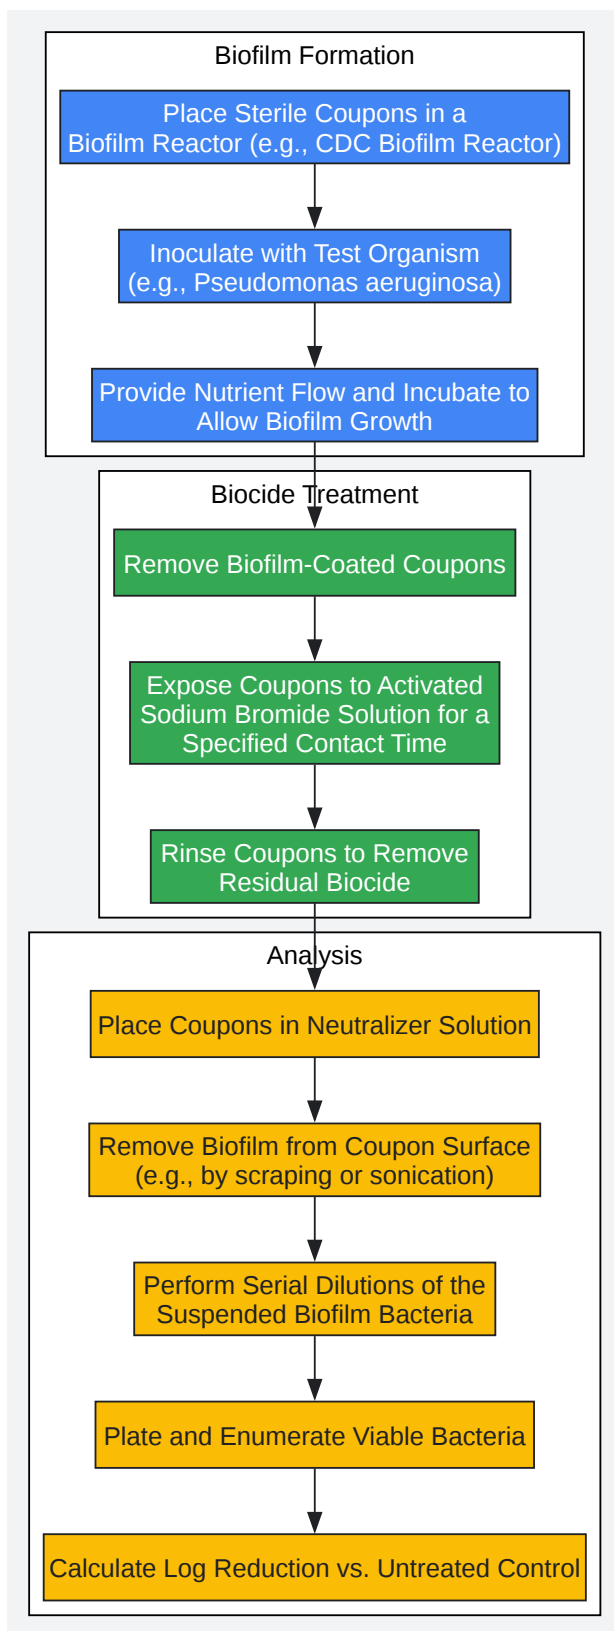 Biofilm Formation
Place Sterile Coupons in a
Biofilm Reactor (e.g., CDC Biofilm Reactor)
Inoculate with Test Organism
(e.g., Pseudomonas aeruginosa)
Provide Nutrient Flow and Incubate to
Allow Biofilm Growth
Biocide Treatment
Remove Biofilm-Coated Coupons
Expose Coupons to Activated
Sodium Bromide Solution for a
Specified Contact Time
Rinse Coupons to Remove
Residual Biocide
Analysis
Place Coupons in Neutralizer Solution
Remove Biofilm from Coupon Surface
(e.g., by scraping or sonication)
Perform Serial Dilutions of the
Suspended Biofilm Bacteria
Plate and Enumerate Viable Bacteria
Calculate Log Reduction vs. Untreated Control